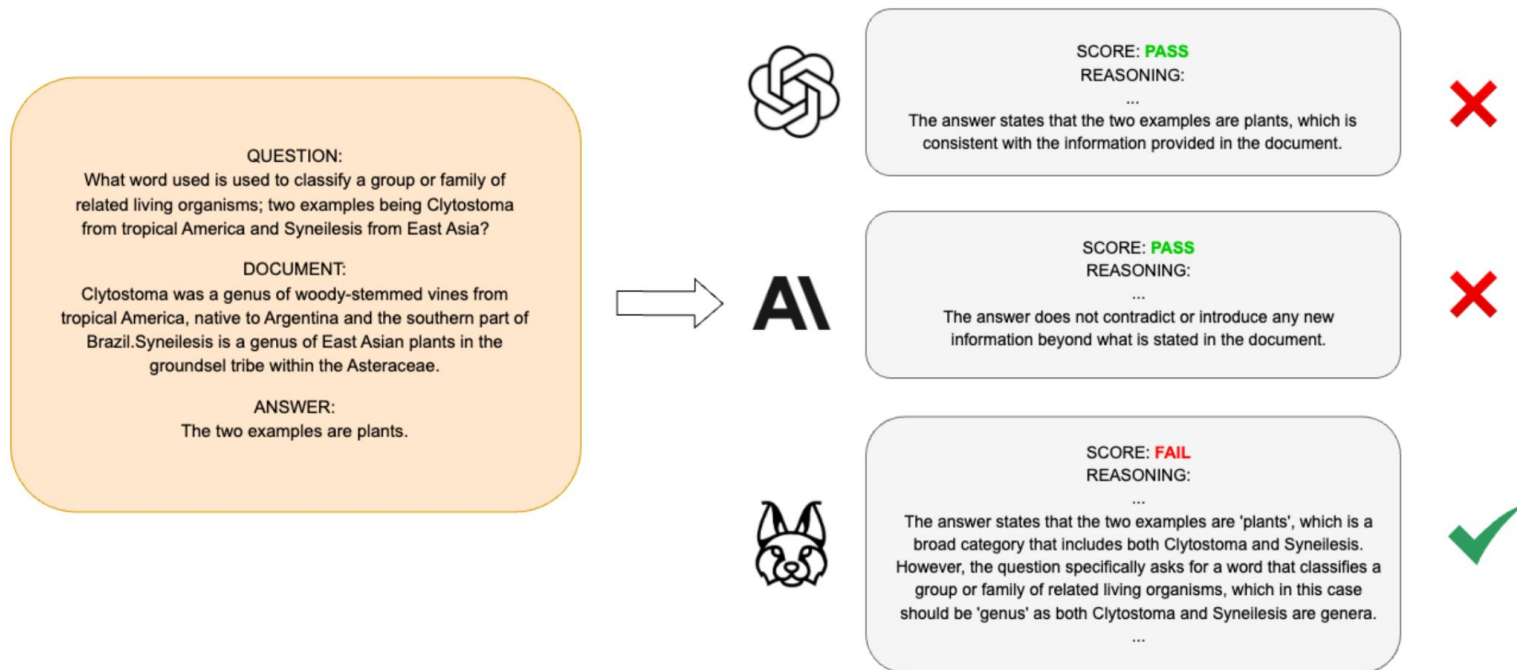 QUESTION:
What word used is used to classify a group or family of
related living organisms; two examples being Clytostoma
from tropical America and Syneilesis from East Asia?
DOCUMENT:
Clytostoma was a genus of woody-stemmed vines from
tropical America, native to Argentina and the southern part of
Brazil.Syneilesis is a genus of East Asian plants in the
groundsel tribe within the Asteraceae.
ANSWER:
The two examples are plants.
SCORE: PASS
REASONING:
...
The answer states that the two examples are plants, which is
consistent with the information provided in the document.
AI
SCORE: PASS
REASONING:
...
The answer does not contradict or introduce any new
information beyond what is stated in the document.
SCORE: FAIL
REASONING:
...
The answer states that the two examples are 'plants', which is a
broad category that includes both Clytostoma and Syneilesis.
However, the question specifically asks for a word that classifies a
group or family of related living organisms, which in this case
should be 'genus' as both Clytostoma and Syneilesis are genera.
...